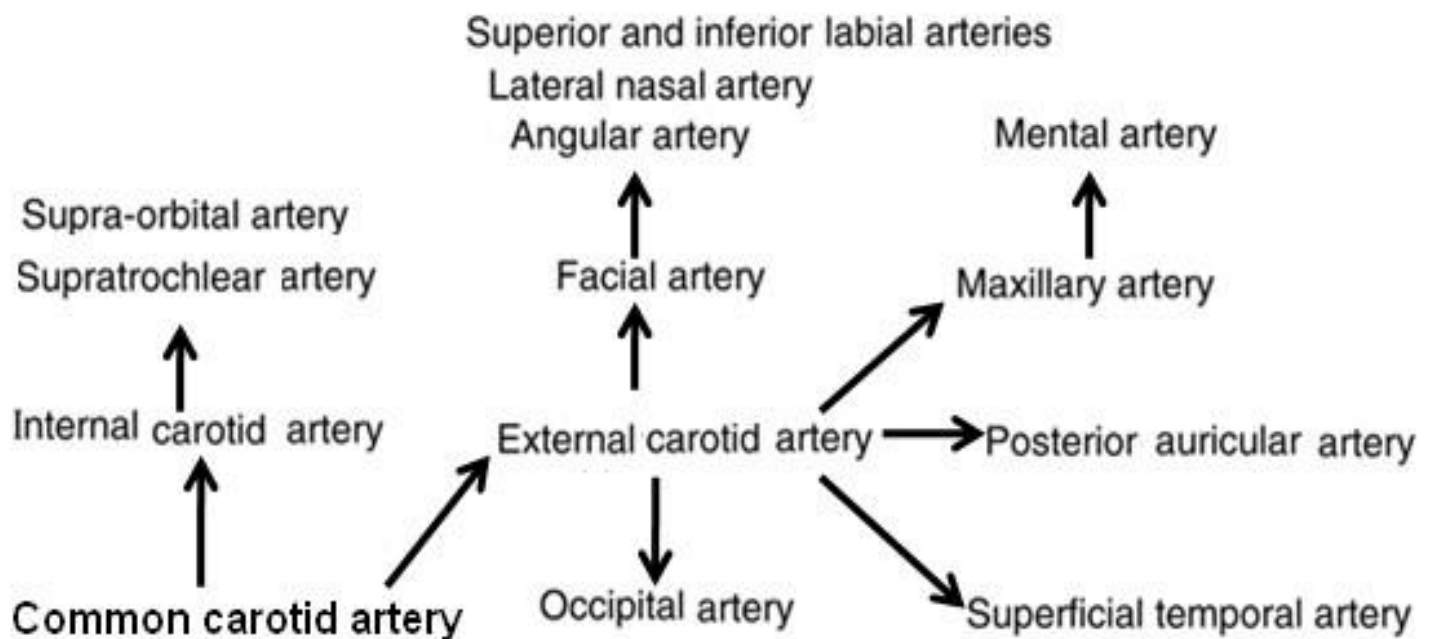 Superior and inferior labial arteries
Lateral nasal artery
Angular artery
Mental artery
Supra-orbital artery
Supratrochlear artery
Facial artery
Maxillary artery
Internal carotid artery
External carotid artery
Posterior auricular artery
Common carotid artery
Occipital artery
Superficial temporal artery